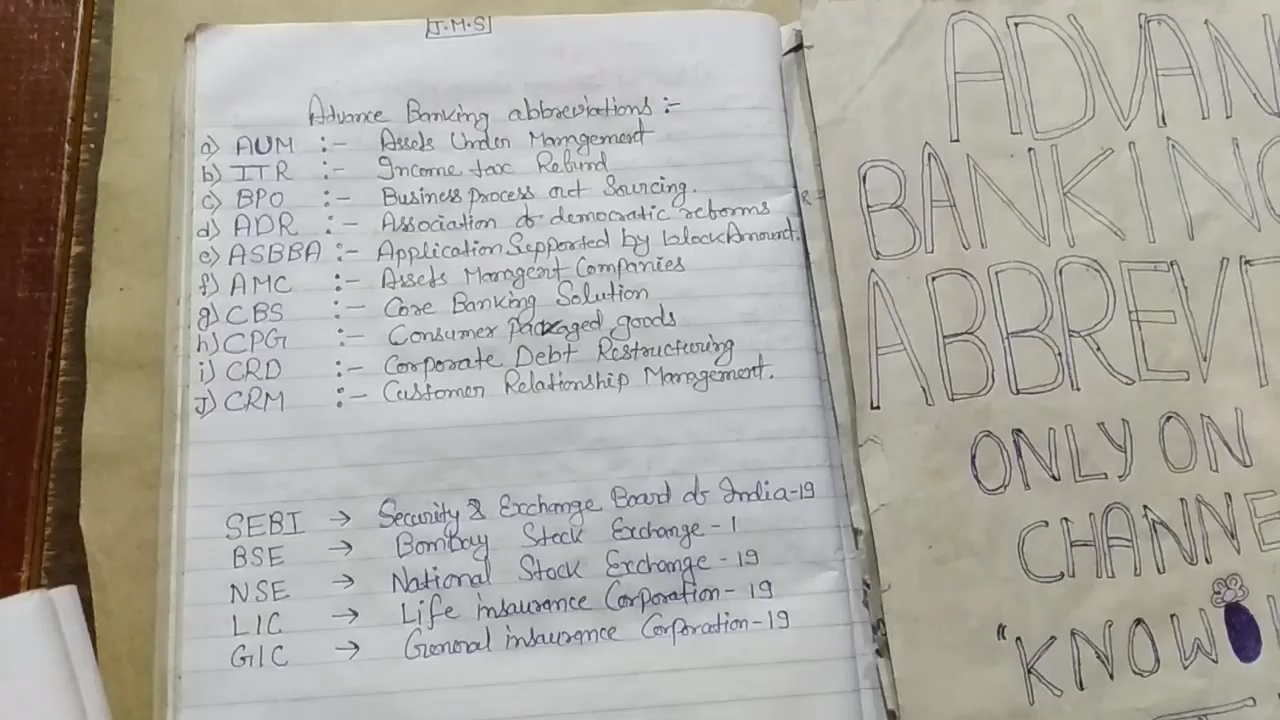 J.M.S
Advance Banking abbreviations :-
a) AUM :- Assets Under Management
b) ITR :- Income tax Refund
c) BPO :- Business process out Sourcing.
d) ADR :- Association of democratic reforms
e) ASBBA :- Application Supported by block Amount.
f) AMC :- Assets Managent Companies
g) CBS :- Core Banking Solution
h) CPG :- Consumer packaged goods
i) CRD :- Corporate Debt Restructuring
J) CRM :- Customer Relationship Management.
SEBI → Security & Exchange Board of India-19
BSE → Bombay Stock Exchange - 1
NSE → National Stock Exchange - 19
LIC → Life insurance Corporation - 19
GIC → General insurance Corporation-19
ADVAN
BANKING
ABBREVI
ONLY ON
CHANNE
"KNOW